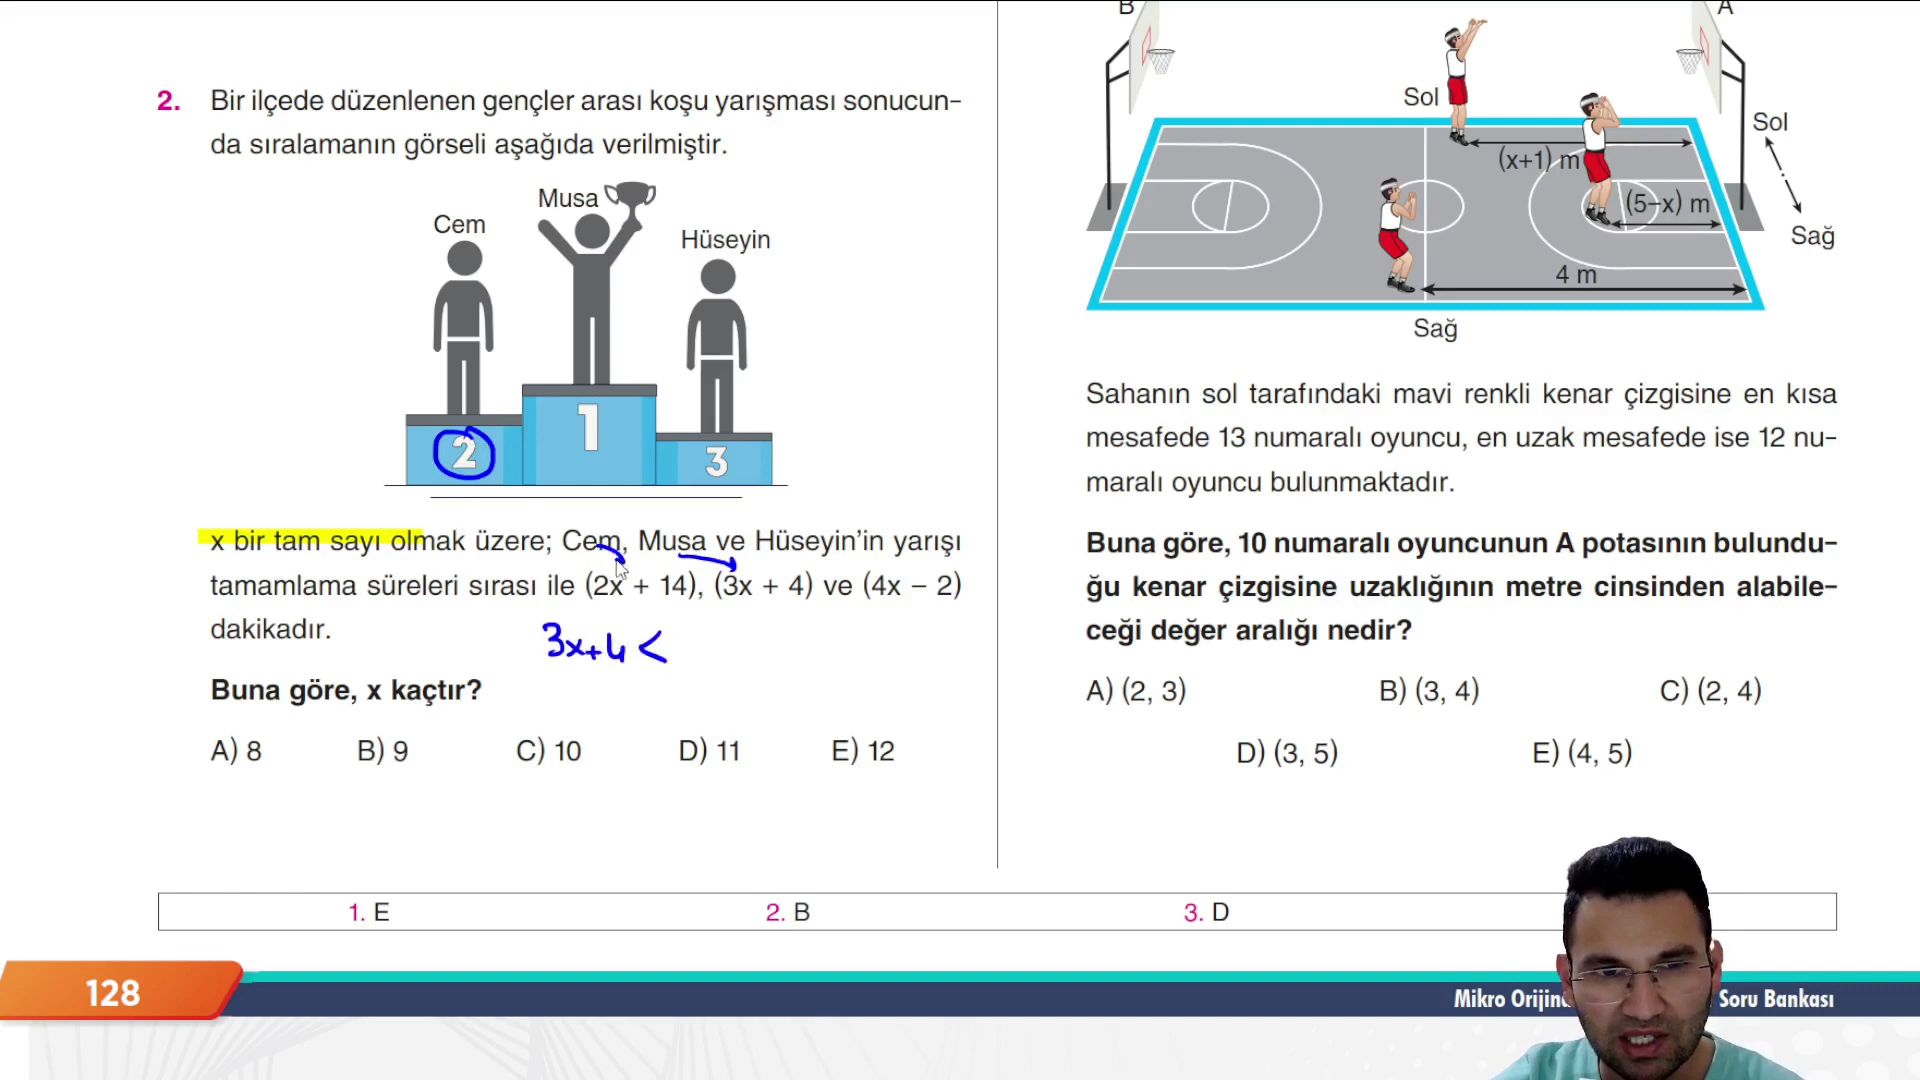 2. Bir ilçede düzenlenen gençler arası koşu yarışması sonucun-
da sıralamanın görseli aşağıda verilmiştir.
Musa
Cem
Hüseyin
2
1
3
x bir tam sayı olmak üzere; Cem, Musa ve Hüseyin'in yarışı
tamamlama süreleri sırası ile (2x + 14), (3x + 4) ve (4x − 2)
dakikadır.
3x+4 <
Buna göre, x kaçtır?
A) 8 B) 9 C) 10 D) 11 E) 12
B
A
Sol
Sol
(x+1) m
(5−x) m
Sağ
4 m
Sağ
Sahanın sol tarafındaki mavi renkli kenar çizgisine en kısa
mesafede 13 numaralı oyuncu, en uzak mesafede ise 12 nu-
maralı oyuncu bulunmaktadır.
Buna göre, 10 numaralı oyuncunun A potasının bulundu-
ğu kenar çizgisine uzaklığının metre cinsinden alabile-
ceği değer aralığı nedir?
A) (2, 3) B) (3, 4) C) (2, 4)
D) (3, 5) E) (4, 5)
1. E 2. B 3. D
128
Mikro Soru Bankası